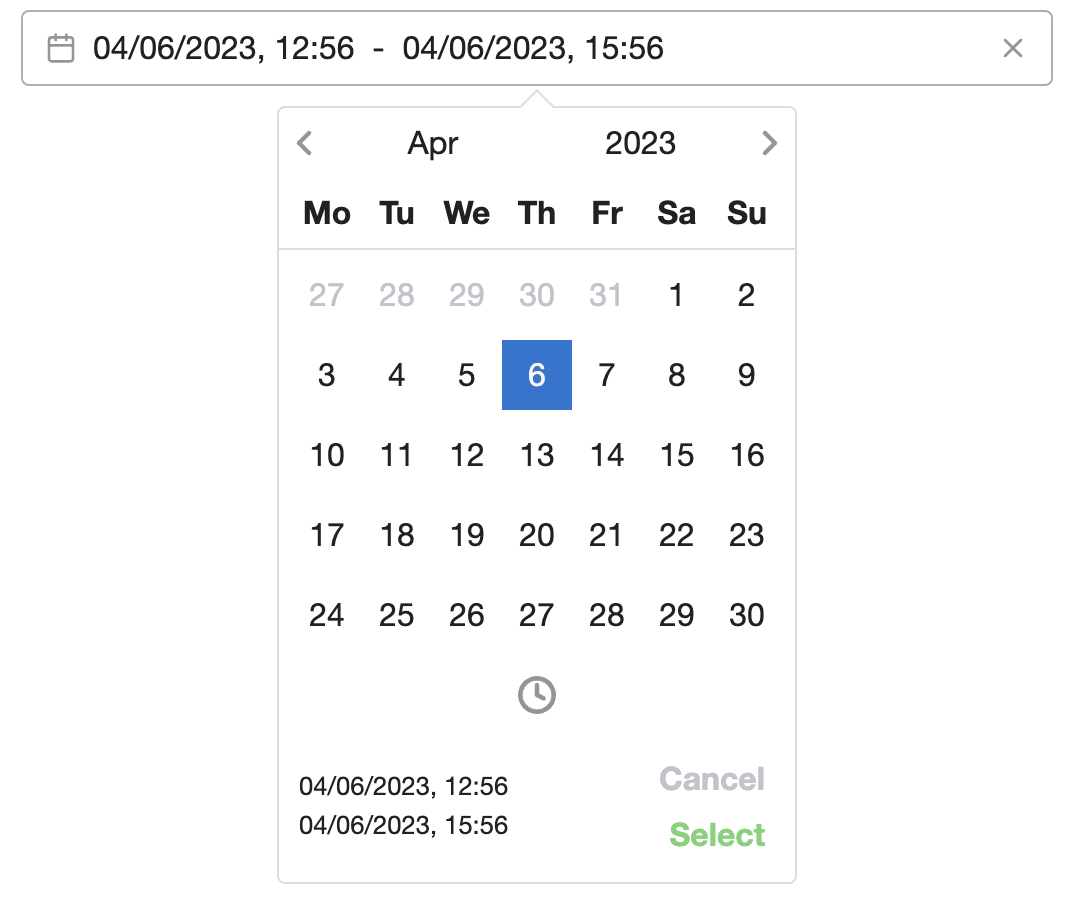 04/06/2023, 12:56 - 04/06/2023, 15:56
Apr 2023
Mo Tu We Th Fr Sa Su
27 28 29 30 31 1 2
3 4 5 6 7 8 9
10 11 12 13 14 15 16
17 18 19 20 21 22 23
24 25 26 27 28 29 30
04/06/2023, 12:56
04/06/2023, 15:56
Cancel
Select